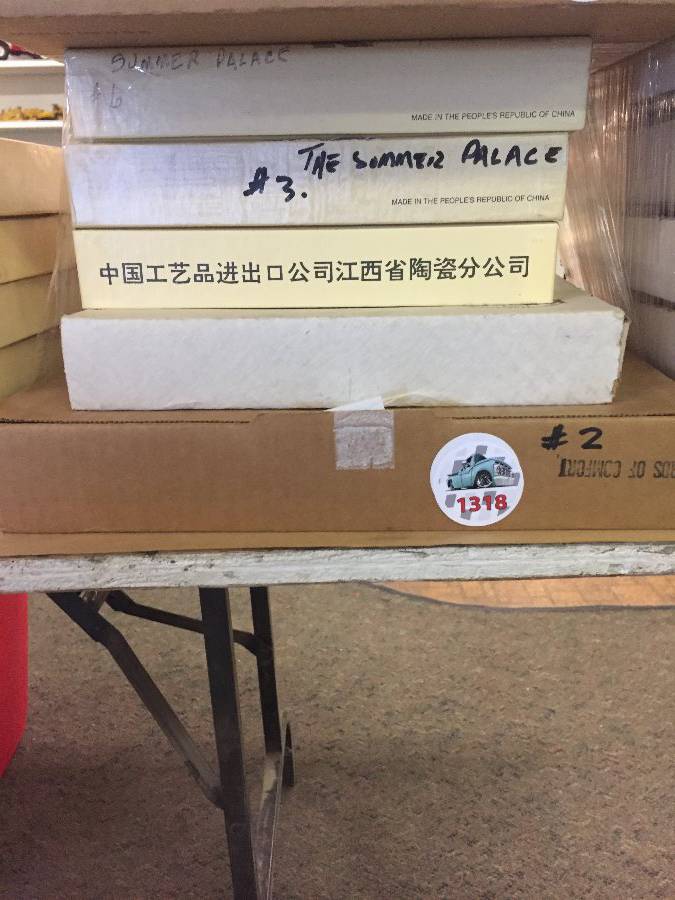 SUMMER PALACE
#6
MADE IN THE PEOPLE'S REPUBLIC OF CHINA
THE SUMMER PALACE
#3.
MADE IN THE PEOPLE'S REPUBLIC OF CHINA
中国工艺品进出口公司江西省陶瓷分公司
#2
OF COMFORT
1318